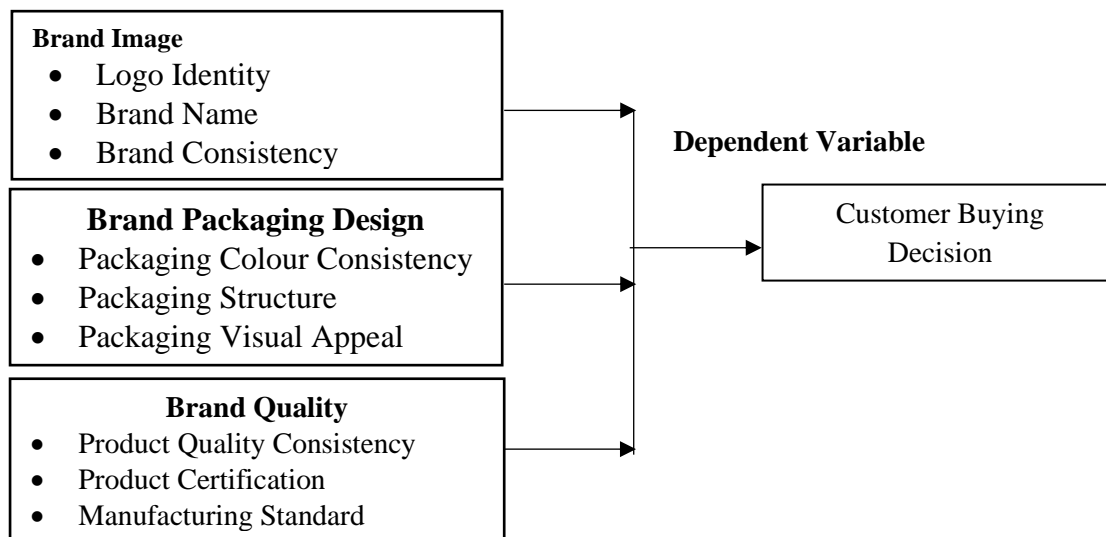 Brand Image
• Logo Identity
• Brand Name
• Brand Consistency
Dependent Variable
Brand Packaging Design
• Packaging Colour Consistency
• Packaging Structure
• Packaging Visual Appeal
Customer Buying
Decision
Brand Quality
• Product Quality Consistency
• Product Certification
• Manufacturing Standard